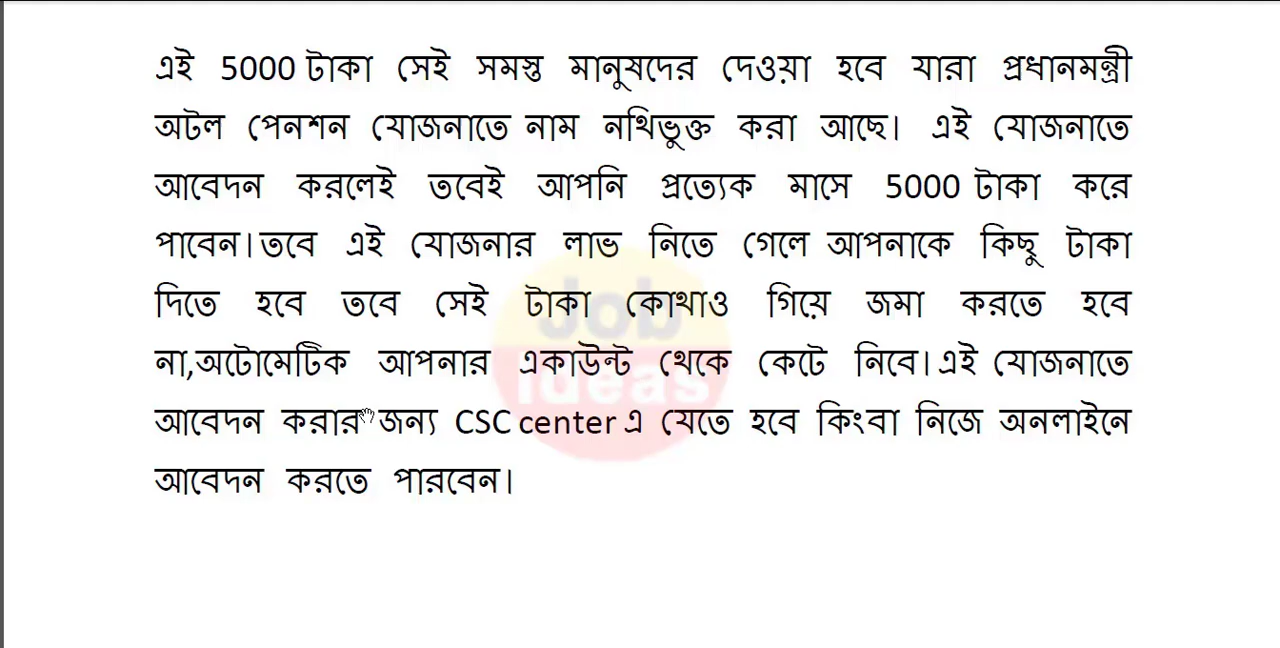 এই 5000 টাকা সেই সমস্ত মানুষদের দেওয়া হবে যারা প্রধানমন্ত্রী
অটল পেনশন যোজনাতে নাম নথিভুক্ত করা আছে। এই যোজনাতে
আবেদন করলেই তবেই আপনি প্রত্যেক মাসে 5000 টাকা করে
পাবেন।তবে এই যোজনার লাভ নিতে গেলে আপনাকে কিছু টাকা
দিতে হবে তবে সেই টাকা কোথাও গিয়ে জমা করতে হবে
না,অটোমেটিক আপনার একাউন্ট থেকে কেটে নিবে।এই যোজনাতে
আবেদন করার জন্য CSC center এ যেতে হবে কিংবা নিজে অনলাইনে
আবেদন করতে পারবেন।
Job
Ideas